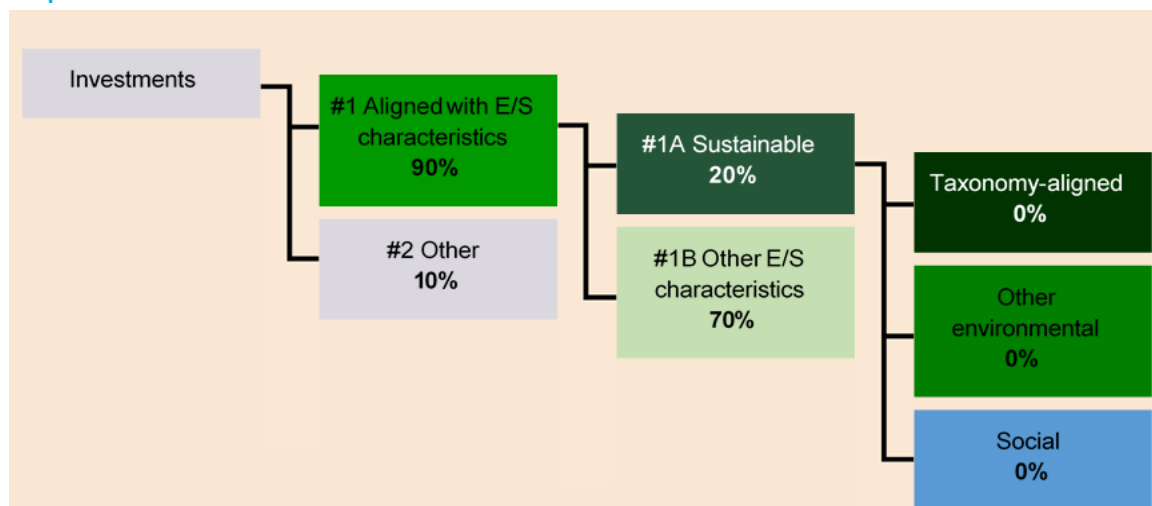 Investments
#1 Aligned with E/S
characteristics
90%
#2 Other
10%
#1A Sustainable
20%
#1B Other E/S
characteristics
70%
Taxonomy-aligned
0%
Other
environmental
0%
Social
0%